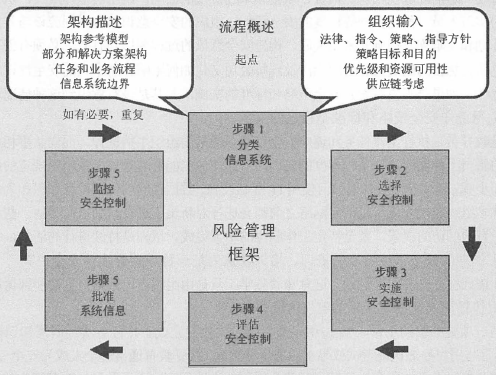 架构描述
架构参考模型
部分和解决方案架构
任务和业务流程
信息系统边界
流程概述
起点
组织输入
法律、指令、策略、指导方针
策略目标和目的
优先级和资源可用性
供应链考虑
如有必要，重复
步骤 1
分类
信息系统
步骤 2
选择
安全控制
步骤 3
实施
安全控制
步骤 4
评估
安全控制
步骤 5
批准
系统信息
步骤 5
监控
安全控制
风险管理
框架